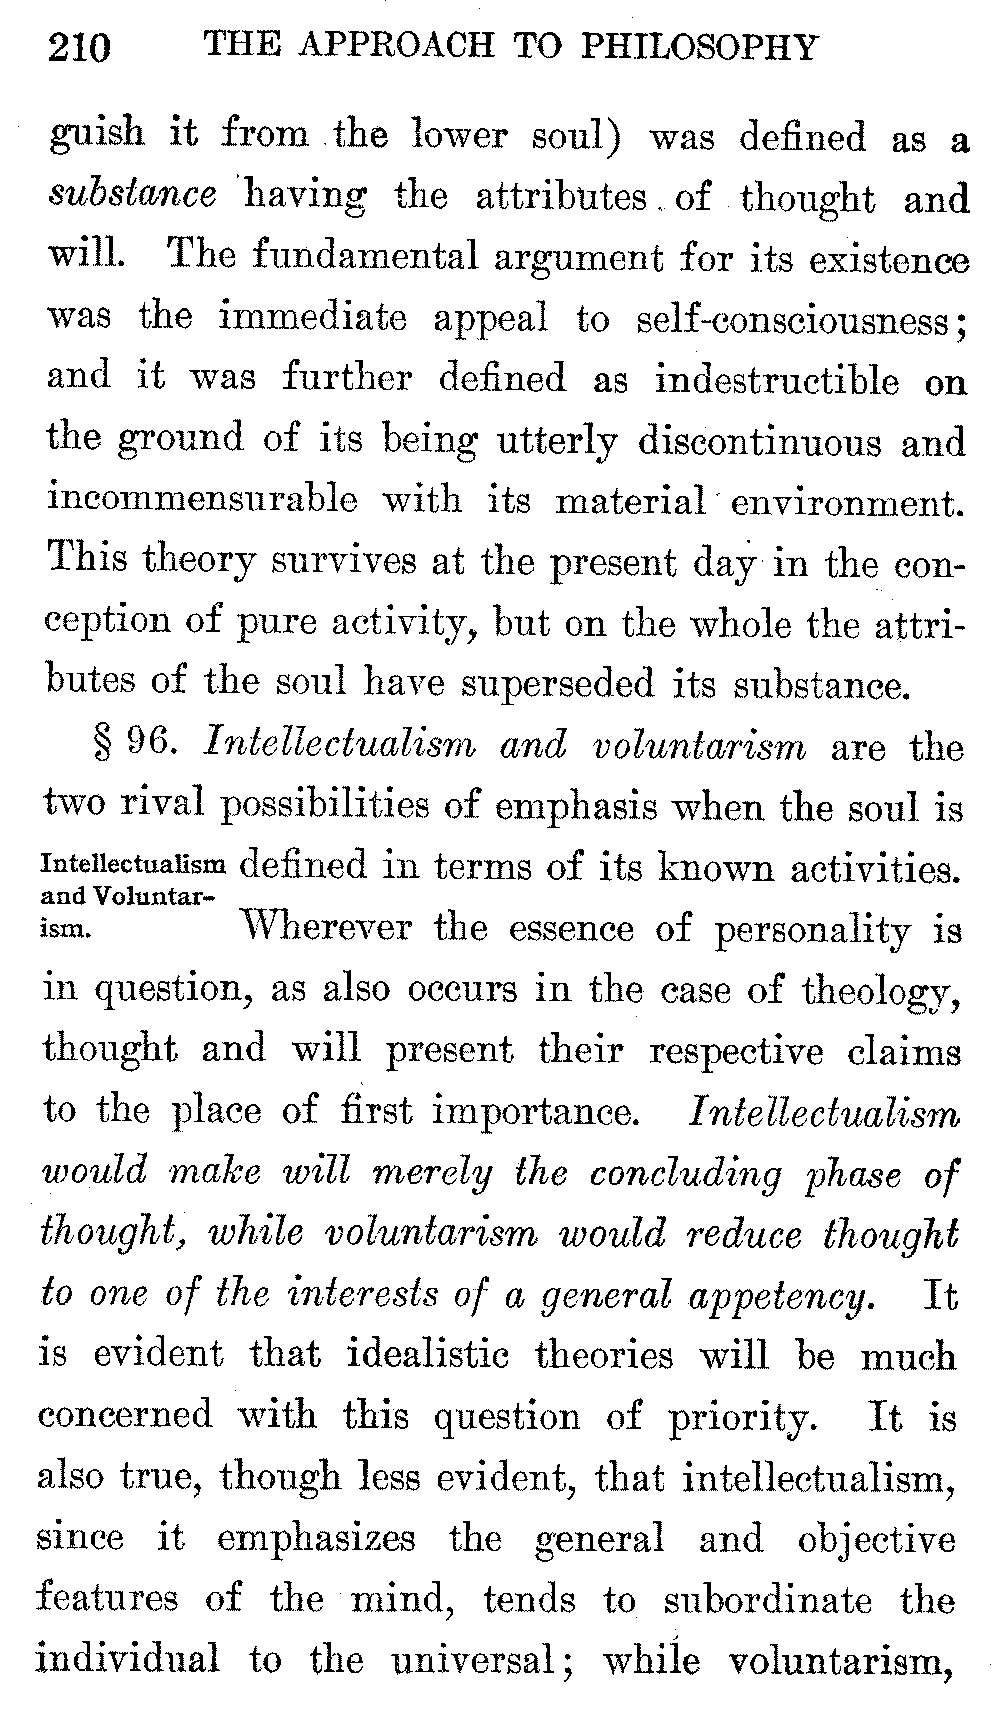 210 THE APPROACH TO PHILOSOPHY
guish it from the lower soul) was defined as a
substance having the attributes of thought and
will. The fundamental argument for its existence
was the immediate appeal to self-consciousness;
and it was further defined as indestructible on
the ground of its being utterly discontinuous and
incommensurable with its material environment.
This theory survives at the present day in the con-
ception of pure activity, but on the whole the attri-
butes of the soul have superseded its substance.
§ 96. Intellectualism and voluntarism are the
two rival possibilities of emphasis when the soul is
Intellectualism
and Voluntar-
ism.
defined in terms of its known activities.
Wherever the essence of personality is
in question, as also occurs in the case of theology,
thought and will present their respective claims
to the place of first importance. Intellectualism
would make will merely the concluding phase of
thought, while voluntarism would reduce thought
to one of the interests of a general appetency. It
is evident that idealistic theories will be much
concerned with this question of priority. It is
also true, though less evident, that intellectualism,
since it emphasizes the general and objective
features of the mind, tends to subordinate the
individual to the universal; while voluntarism,